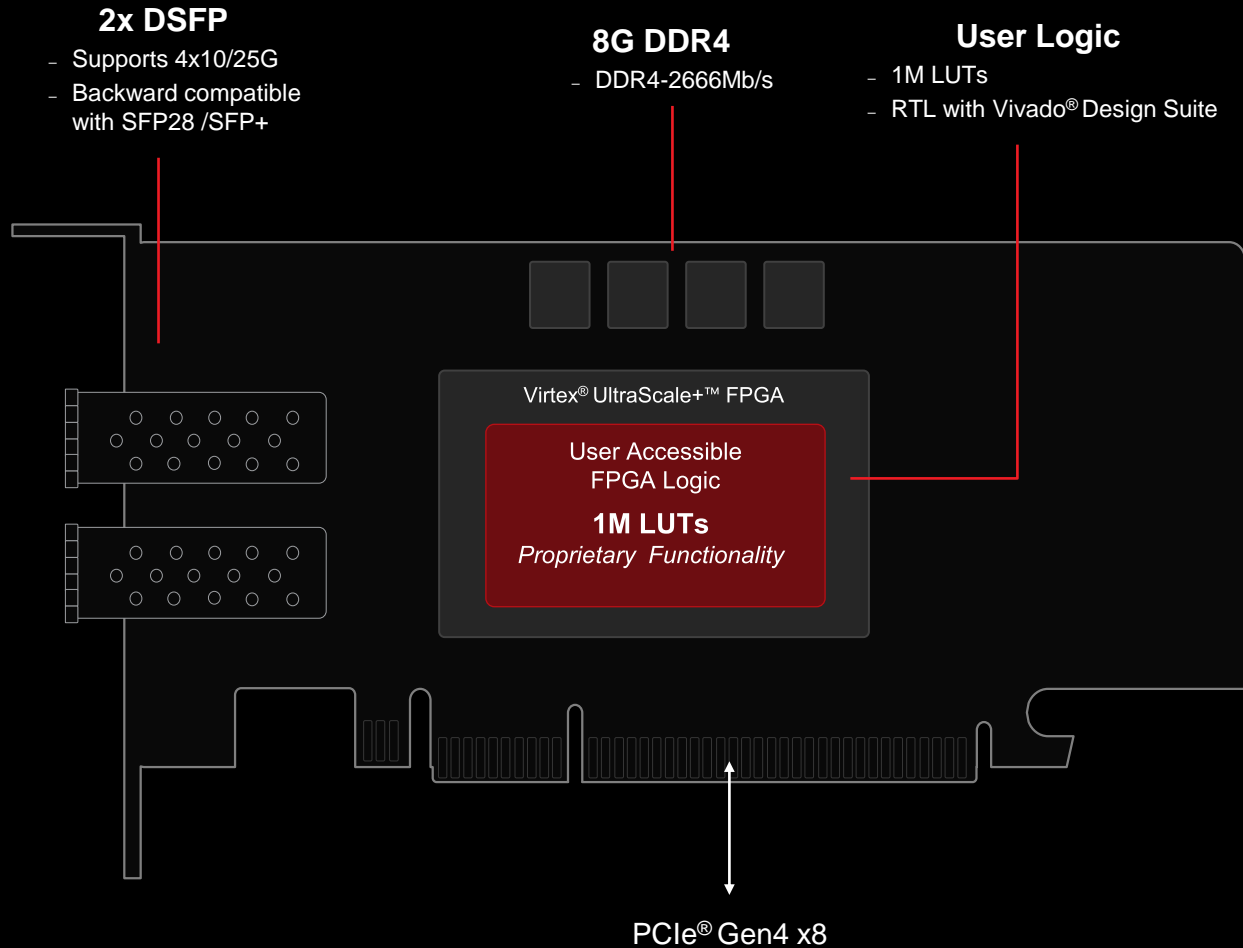 2x DSFP
– Supports 4x10/25G
– Backward compatible
with SFP28 /SFP+
8G DDR4
– DDR4-2666Mb/s
User Logic
– 1M LUTs
– RTL with Vivado® Design Suite
Virtex® UltraScale+™ FPGA
User Accessible
FPGA Logic
1M LUTs
Proprietary Functionality
PCIe® Gen4 x8